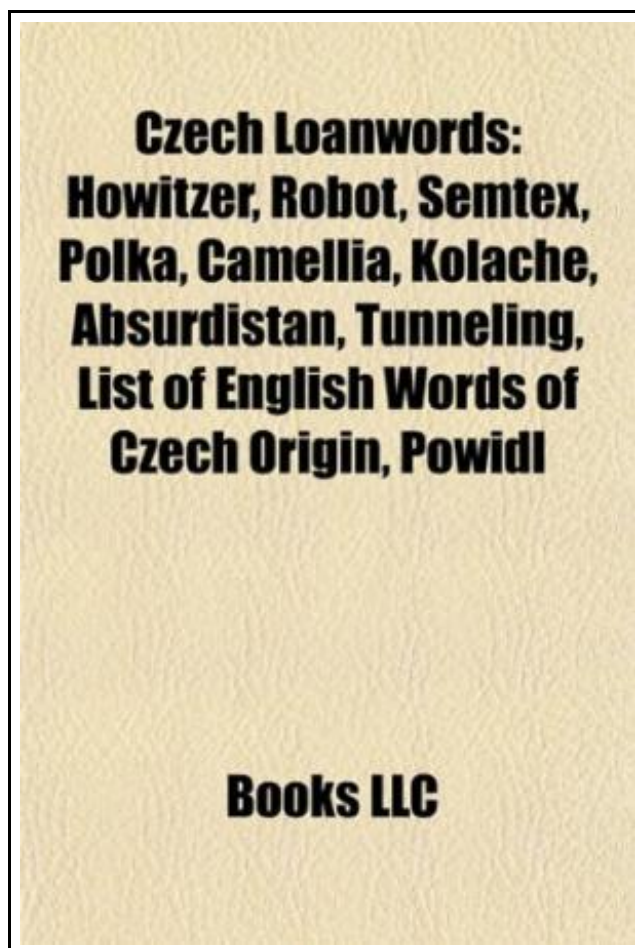 Czech Loanwords:
Howitzer, Robot, Semtex,
Polka, Camellia, Kolache,
Absurdistan, Tunneling,
List of English Words of
Czech Origin, Powidl
Books LLC